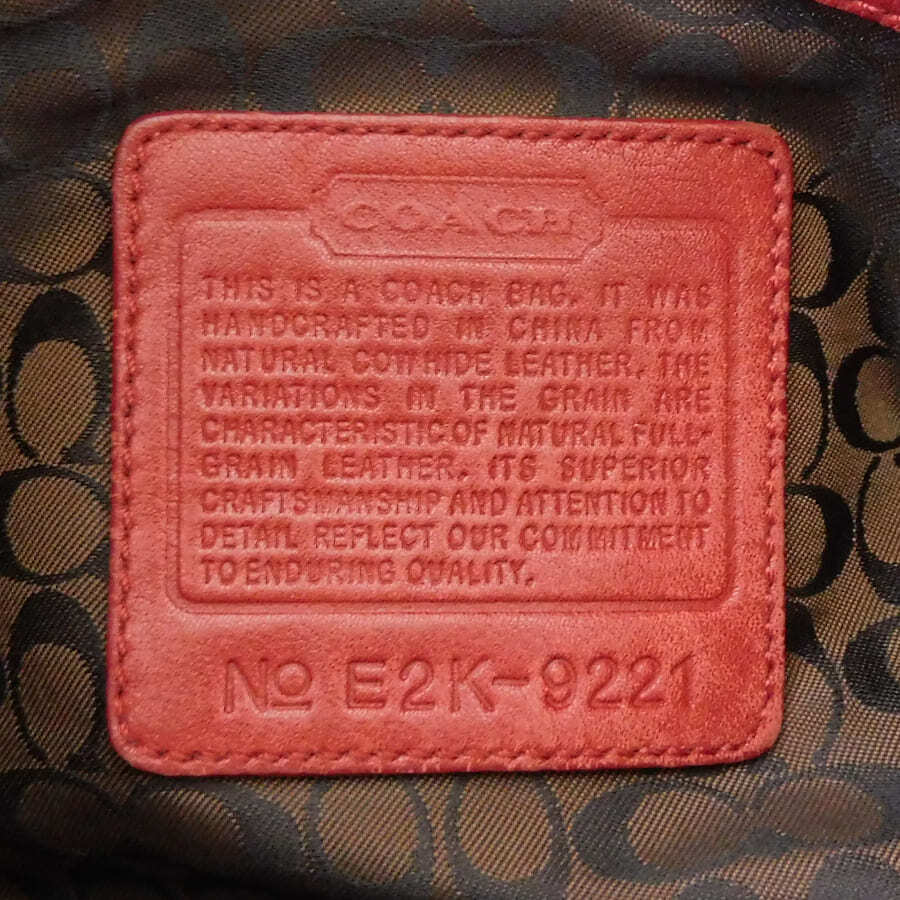 COACH
THIS IS A COACH BAG. IT WAS
HANDCRAFTED IN CHINA FROM
NATURAL COWHIDE LEATHER. THE
VARIATIONS IN THE GRAIN ARE
CHARACTERISTIC OF NATURAL FULL-
GRAIN LEATHER. ITS SUPERIOR
CRAFTSMANSHIP AND ATTENTION TO
DETAIL REFLECT OUR COMMITMENT
TO ENDURING QUALITY.
No E2K-9221